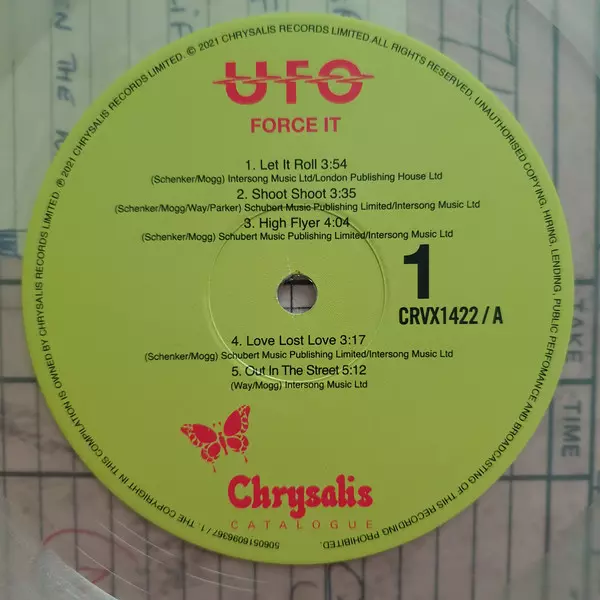 ℗ 2021 CHRYSALIS RECORDS LIMITED. © 2021 CHRYSALIS RECORDS LIMITED. ALL RIGHTS RESERVED, UNAUTHORISED COPYING, HIRING, LENDING, PUBLIC PERFOMANCE AND BROADCASTING OF THIS RECORDING PROHIBITED.
UFO
FORCE IT
1. Let It Roll 3:54
(Schenker/Mogg) Intersong Music Ltd/London Publishing House Ltd
2. Shoot Shoot 3:35
(Schenker/Mogg/Way/Parker) Schubert Music Publishing Limited/Intersong Music Ltd
3. High Flyer 4:04
(Schenker/Mogg) Schubert Music Publishing Limited/Intersong Music Ltd
1
CRVX1422 / A
4. Love Lost Love 3:17
(Schenker/Mogg) Schubert Music Publishing Limited/Intersong Music Ltd
5. Out In The Street 5:12
(Way/Mogg) Intersong Music Ltd
Chrysalis
CATALOGUE
5060516096367 / 1. THE COPYRIGHT IN THIS COMPILATION IS OWNED BY CHRYSALIS RECORDS LIMITED.
TAKE
TIME
THE